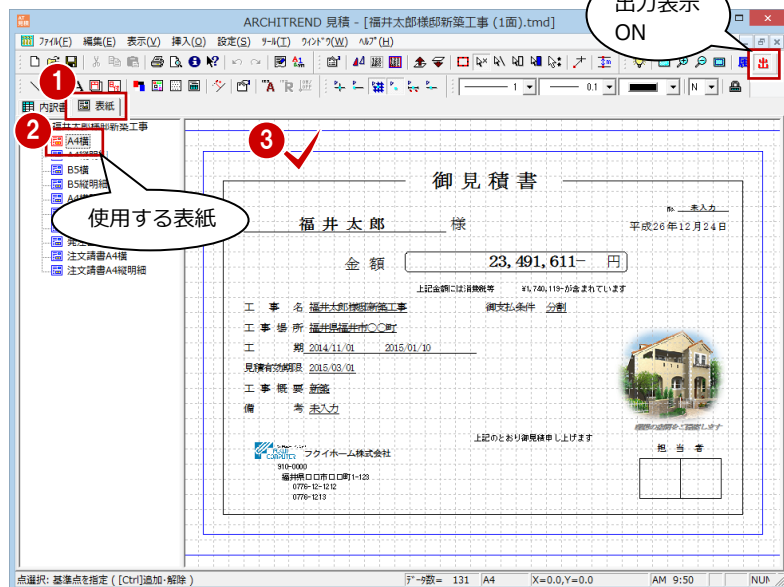 ARCHITREND 見積 - [福井太郎様邸新築工事 (1面).tmd]
出力表示
ON
ファイル(F) 編集(E) 表示(V) 挿入(O) 設定(S) ツール(T) ウィンドウ(W) ヘルプ(H)
出
1 0.1 N
1
内訳書 表紙
福井太郎様邸新築工事
2
A4横
B5横
B5縦明細
使用する表紙
注文請書A4横
注文請書A4縦明細
3
御見積書
No. 未入力
福井太郎 様
平成26年12月24日
金額 23,491,611- 円
上記金額には消費税等 ¥1,740,119-が含まれています
工事名 福井太郎様邸新築工事 御支払条件 分割
工事場所 福井県福井市〇〇町
工期 2014/11/01 2015/01/10
見積有効期限 2015/03/01
工事概要 新築
備考 未入力
上記のとおり御見積申し上げます
担当者
FUKUI COMPUTER フクイホーム株式会社
910-0000
福井県口口市口口町1-123
0776-12-1212
0776-1213
点選択: 基準点を指定 ( [Ctrl]追加・解除 ) データ数= 131 A4 X=0.0,Y=0.0 AM 9:50 NUM